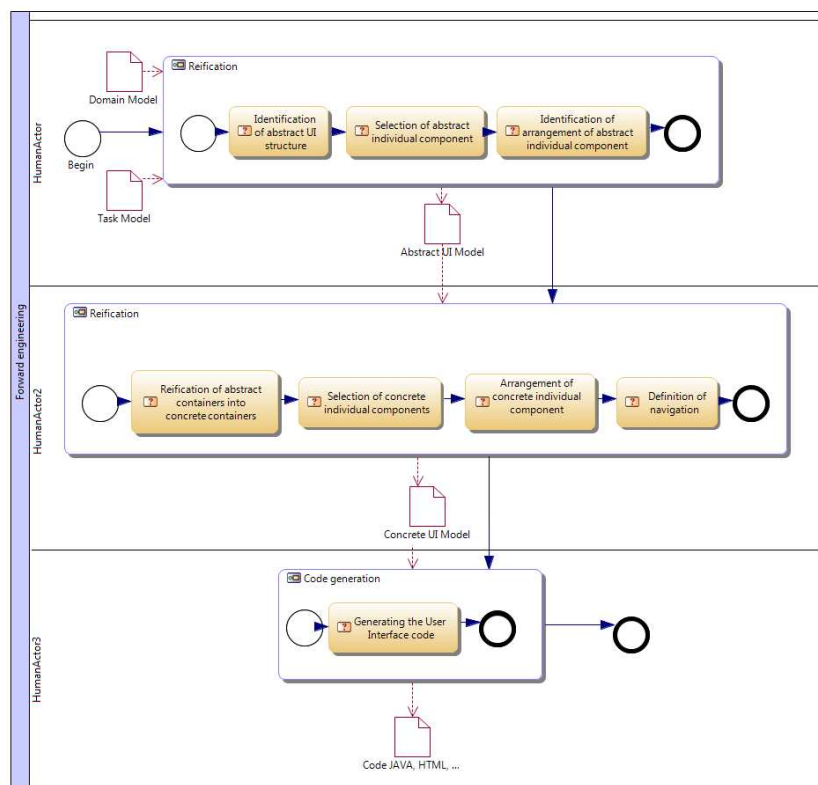 Forward engineering
HumanActor
Reification
Domain Model
Begin
Task Model
Identification
of abstract UI
structure
Selection of abstract
individual component
Identification of
arrangement of abstract
individual component
Abstract UI Model
HumanActor2
Reification
Reification of abstract
containers into
concrete containers
Selection of concrete
individual components
Arrangement of
concrete individual
component
Definition of
navigation
Concrete UI Model
HumanActor3
Code generation
Generating the User
Interface code
Code JAVA, HTML, ...